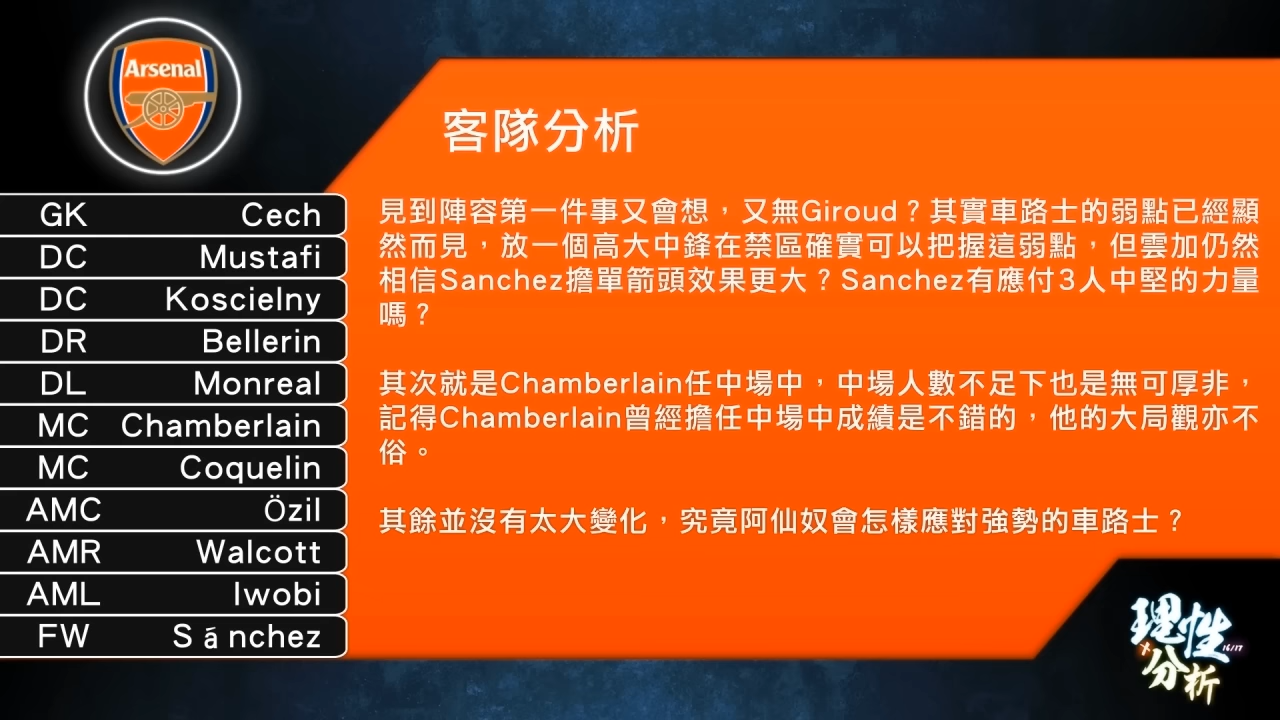 Arsenal
客隊分析
GK Cech
DC Mustafi
DC Koscielny
DR Bellerin
DL Monreal
MC Chamberlain
MC Coquelin
AMC Özil
AMR Walcott
AML Iwobi
FW Sánchez
見到陣容第一件事又會想，又無Giroud？其實車路士的弱點已經顯
然而見，放一個高大中鋒在禁區確實可以把握這弱點，但雲加仍然
相信Sanchez擔單箭頭效果更大？Sanchez有應付3人中堅的力量
嗎？
其次就是Chamberlain任中場中，中場人數不足下也是無可厚非，
記得Chamberlain曾經擔任中場中成績是不錯的，他的大局觀亦不
俗。
其餘並沒有太大變化，究竟阿仙奴會怎樣應對強勢的車路士？
理性
16/17
分析